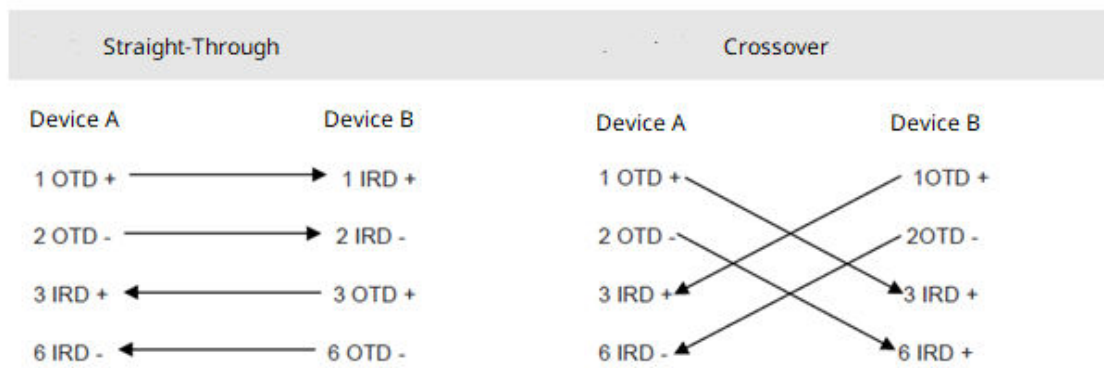 Straight-Through
Crossover
Device A
Device B
1 OTD +
1 IRD +
2 OTD -
2 IRD -
3 IRD +
3 OTD +
6 IRD -
6 OTD -
Device A
Device B
1 OTD +
1OTD +
2 OTD -
2OTD -
3 IRD +
3 IRD +
6 IRD -
6 IRD +